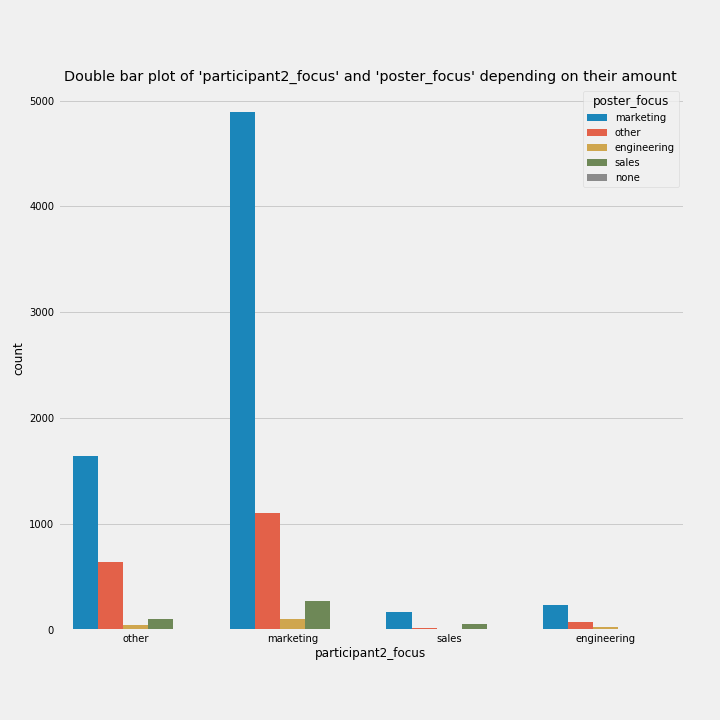 Double bar plot of 'participant2_focus' and 'poster_focus' depending on their amount
poster_focus
marketing
other
engineering
sales
none
count
5000
4000
3000
2000
1000
0
other marketing sales engineering
participant2_focus